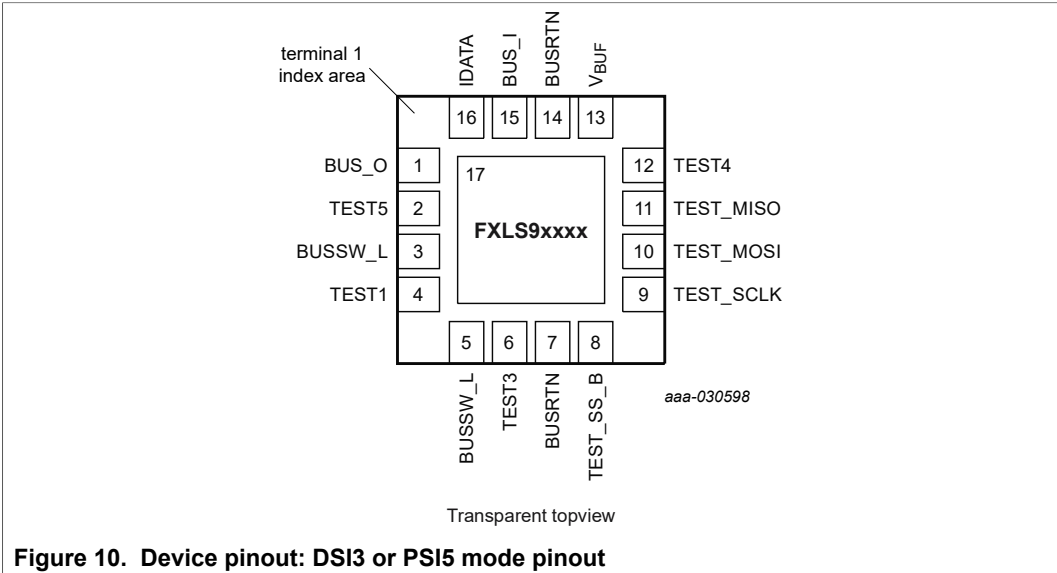 terminal 1
index area
IDATA
BUS_I
BUSRTN
VBUF
16
15
14
13
BUS_O
1
TEST5
2
BUSSW_L
3
TEST1
4
17
FXLS9xxxx
12
TEST4
11
TEST_MISO
10
TEST_MOSI
9
TEST_SCLK
5
6
7
8
BUSSW_L
TEST3
BUSRTN
TEST_SS_B
aaa-030598
Transparent topview
Figure 10. Device pinout: DSI3 or PSI5 mode pinout